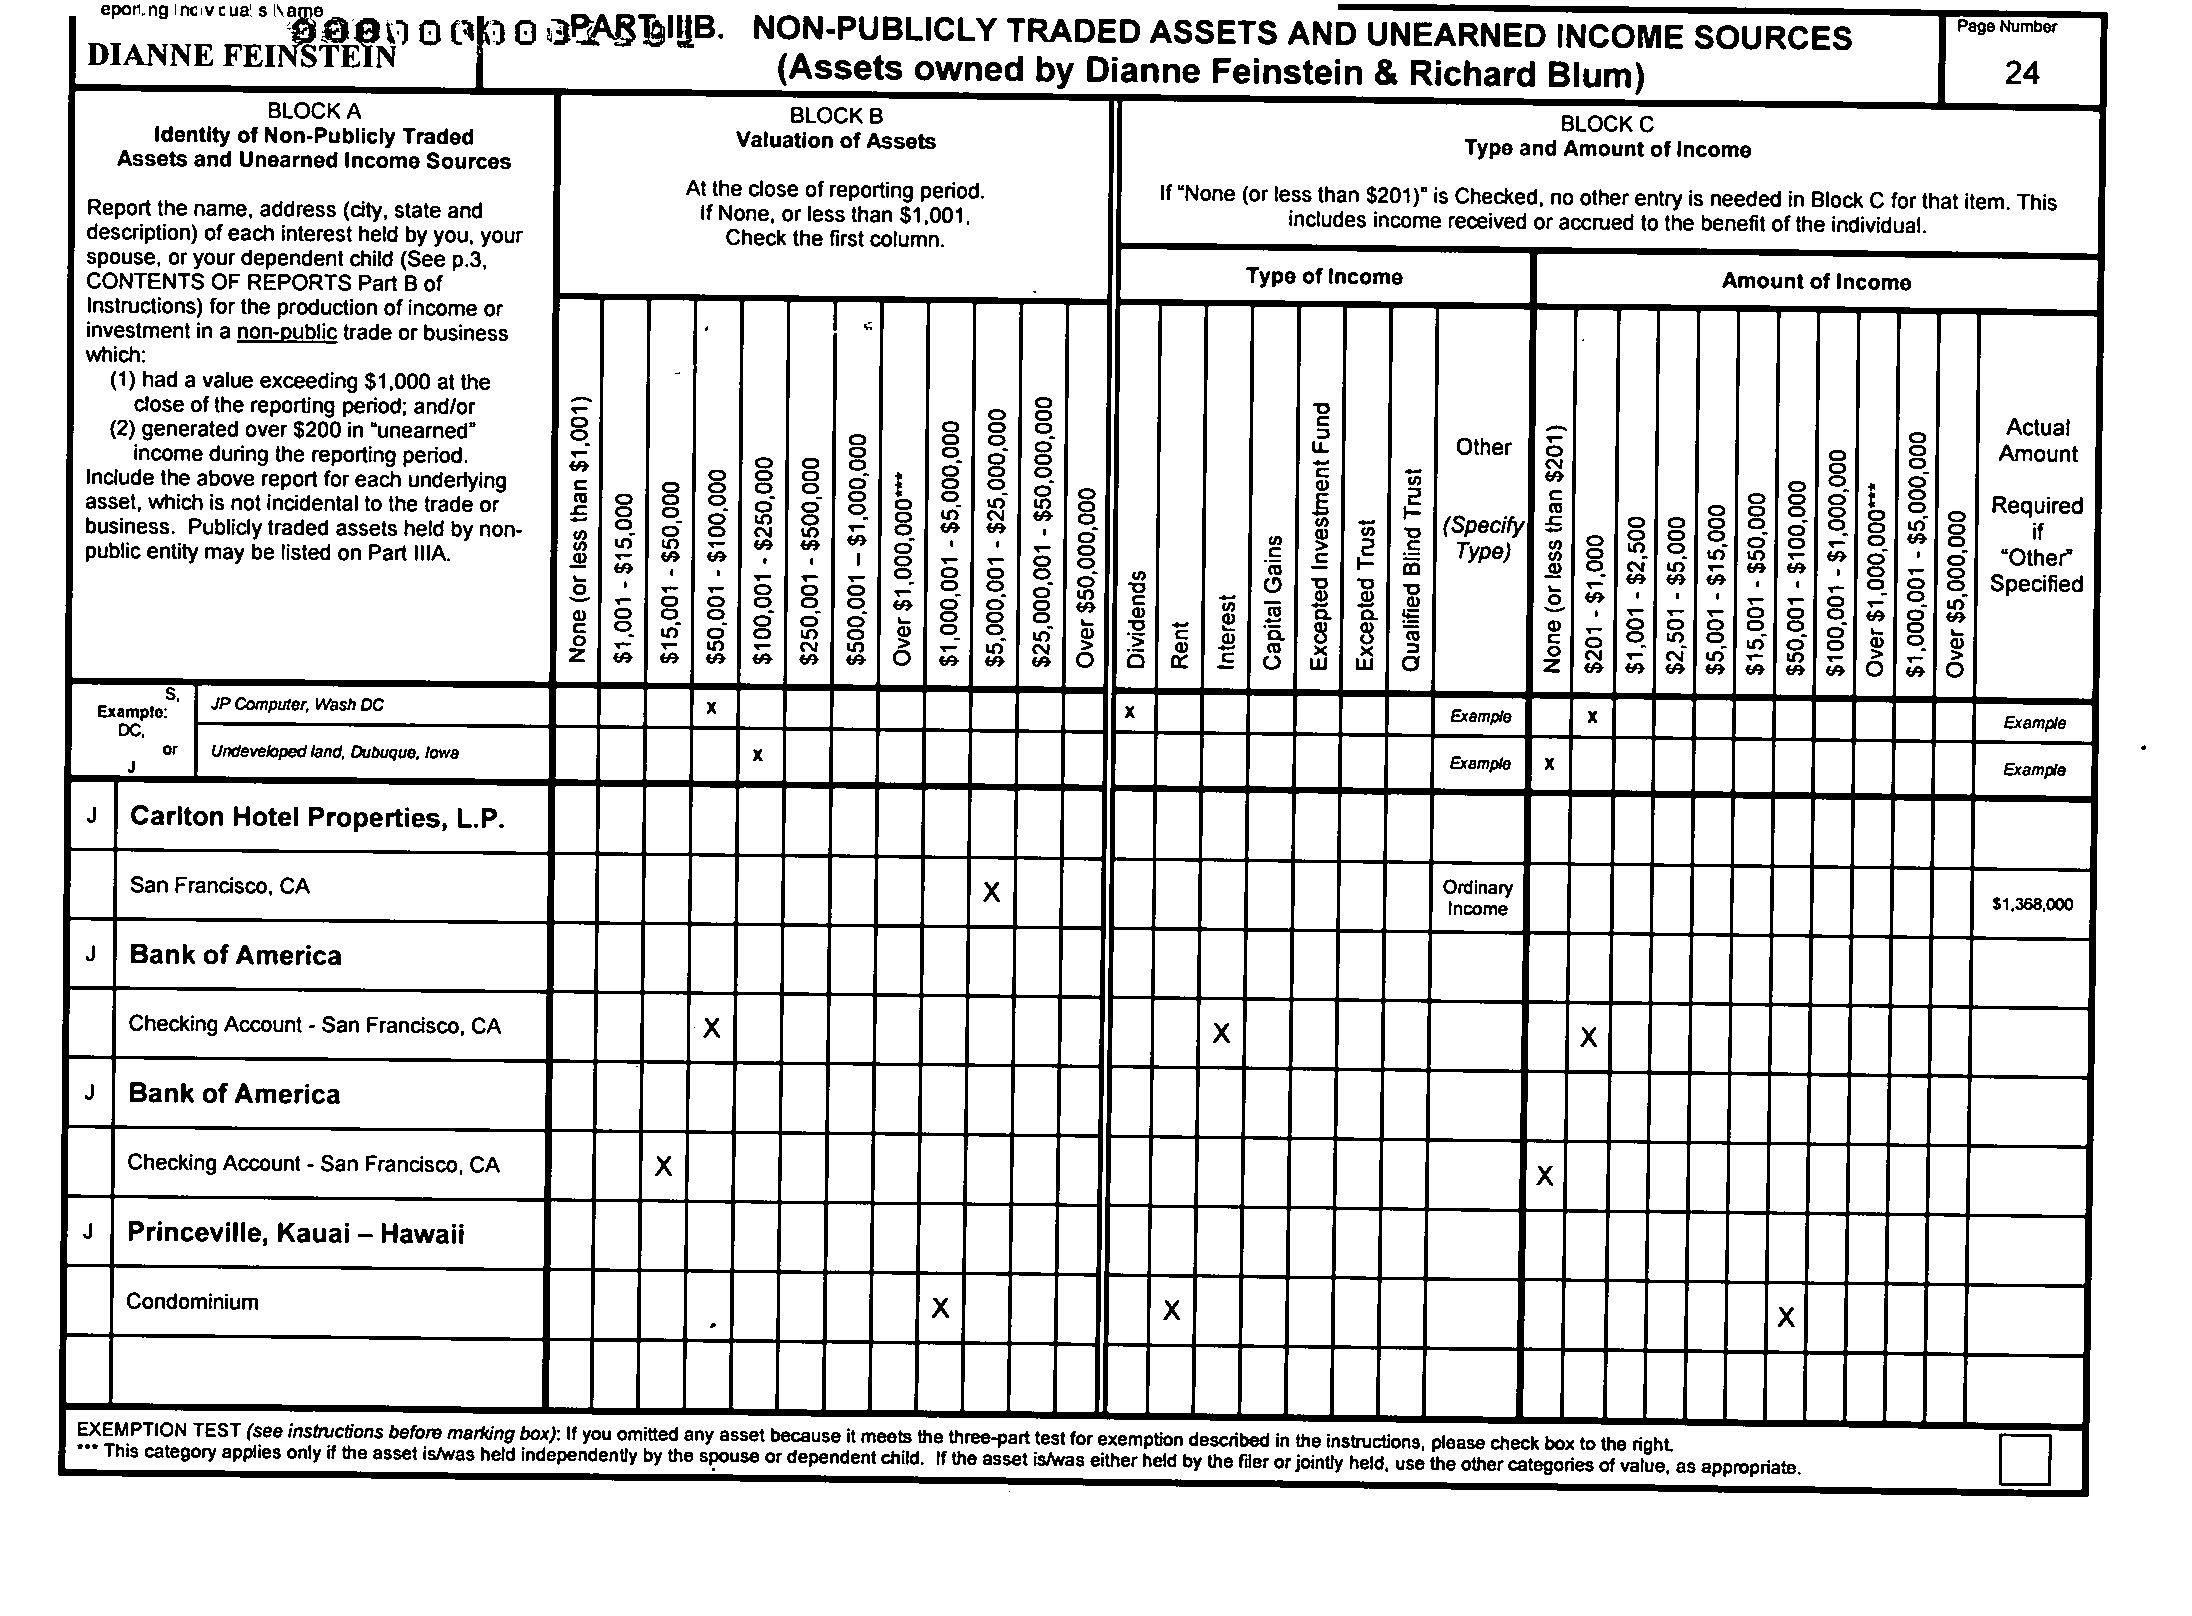 DIANNE FEINSTEIN
PART IIIB. NON-PUBLICLY TRADED ASSETS AND UNEARNED INCOME SOURCES
(Assets owned by Dianne Feinstein & Richard Blum)
Page Number
24
BLOCK A
Identity of Non-Publicly Traded
Assets and Unearned Income Sources
Report the name, address (city, state and
description) of each interest held by you, your
spouse, or your dependent child (See p.3,
CONTENTS OF REPORTS Part B of
Instructions) for the production of income or
investment in a non-public trade or business
which:
(1) had a value exceeding $1,000 at the
close of the reporting period; and/or
(2) generated over $200 in "unearned"
income during the reporting period.
Include the above report for each underlying
asset, which is not incidental to the trade or
business. Publicly traded assets held by non-
public entity may be listed on Part IIIA.
BLOCK B
Valuation of Assets
At the close of reporting period.
If None, or less than $1,001,
Check the first column.
None (or less than $1,001)
$1,001 - $15,000
$15,001 - $50,000
$50,001 - $100,000
$100,001 - $250,000
$250,001 - $500,000
$500,001 – $1,000,000
Over $1,000,000***
$1,000,001 - $5,000,000
$5,000,001 - $25,000,000
$25,000,001 - $50,000,000
Over $50,000,000
BLOCK C
Type and Amount of Income
If "None (or less than $201)" is Checked, no other entry is needed in Block C for that item. This
includes income received or accrued to the benefit of the individual.
Type of Income
Dividends
Rent
Interest
Capital Gains
Excepted Investment Fund
Excepted Trust
Qualified Blind Trust
Other
(Specify
Type)
Amount of Income
None (or less than $201)
$201 - $1,000
$1,001 - $2,500
$2,501 - $5,000
$5,001 - $15,000
$15,001 - $50,000
$50,001 - $100,000
$100,001 - $1,000,000
Over $1,000,000***
$1,000,001 - $5,000,000
Over $5,000,000
Actual
Amount
Required
if
"Other"
Specified
S,
Example:
DC,
or
J
JP Computer, Wash DC x x Example x Example
Undeveloped land, Dubuque, Iowa x Example x Example
J Carlton Hotel Properties, L.P.
San Francisco, CA X Ordinary Income $1,368,000
J Bank of America
Checking Account - San Francisco, CA X X X
J Bank of America
Checking Account - San Francisco, CA X X
J Princeville, Kauai – Hawaii
Condominium X X X
EXEMPTION TEST (see instructions before marking box): If you omitted any asset because it meets the three-part test for exemption described in the instructions, please check box to the right.
*** This category applies only if the asset is/was held independently by the spouse or dependent child. If the asset is/was either held by the filer or jointly held, use the other categories of value, as appropriate.